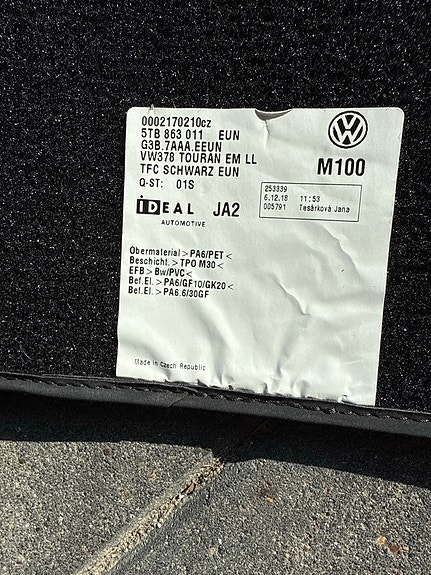 0002170210cz
5TB 863 011 EUN
G3B.7AAA.EEUN
VW378 TOURAN EM LL
TFC SCHWARZ EUN
Q-ST: 01S
M100
253339
6.12.18 11:53
005791 Tesárková Jana
IDEAL JA2
AUTOMOTIVE
Obermaterial >PA6/PET<
Beschicht. >TPO M30<
EFB >Bw/PVC<
Bef.El. >PA6/GF10/GK20<
Bef.El. >PA6.6/30GF
Made in Czech Republic